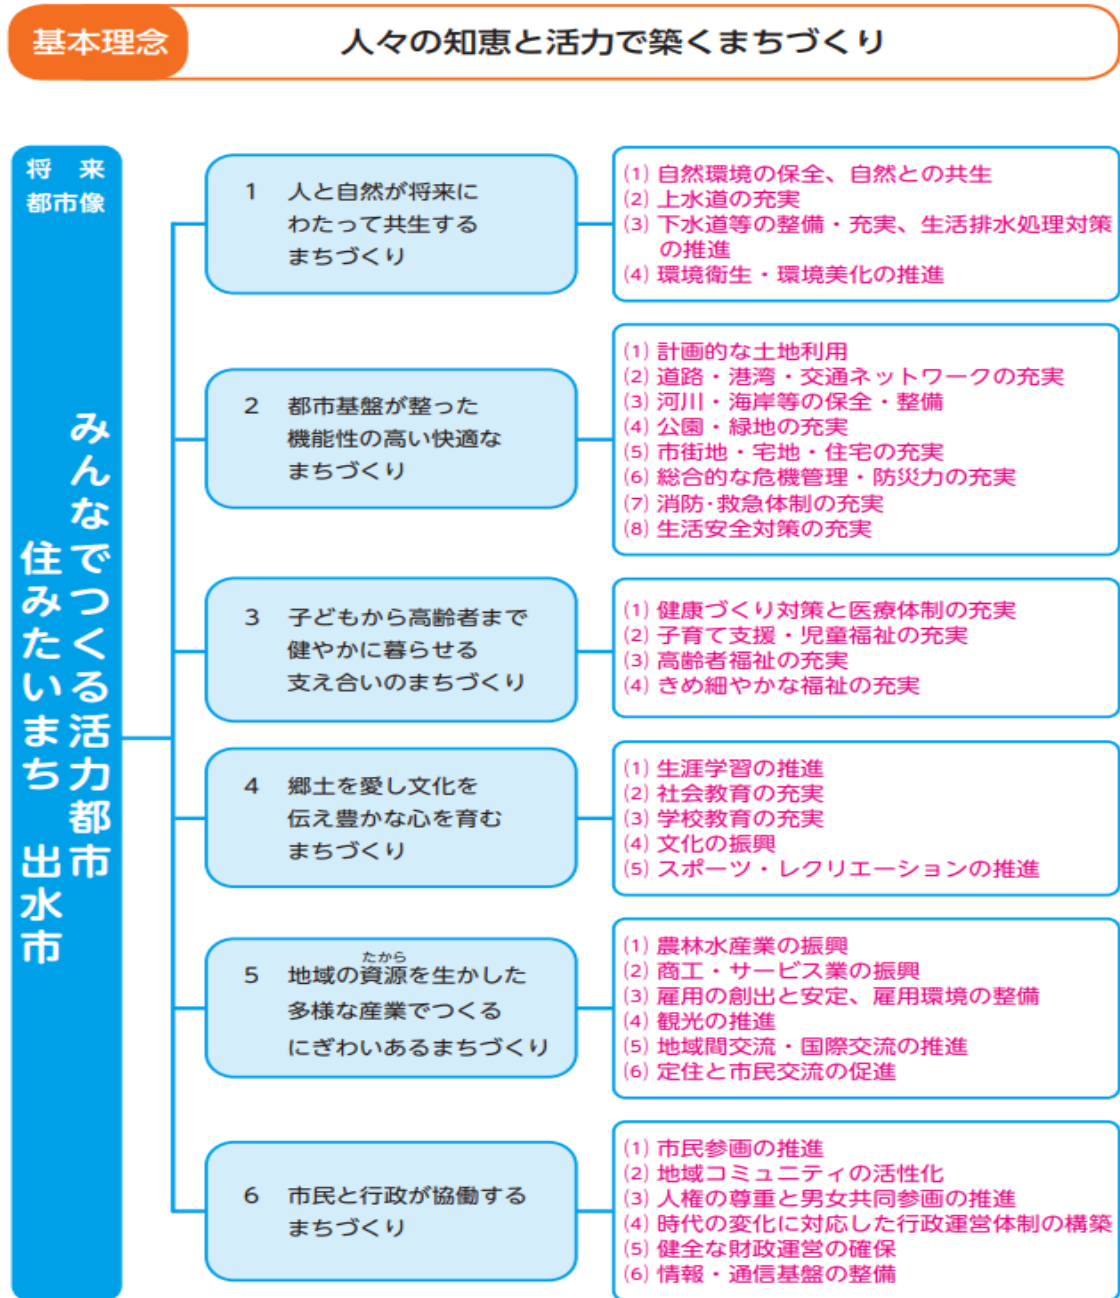 基本理念
人々の知恵と活力で築くまちづくり
将　来
都市像
みんなでつくる活力都市
住みたいまち　出水市
1　人と自然が将来に
わたって共生する
まちづくり
(1) 自然環境の保全、自然との共生
(2) 上水道の充実
(3) 下水道等の整備・充実、生活排水処理対策
の推進
(4) 環境衛生・環境美化の推進
2　都市基盤が整った
機能性の高い快適な
まちづくり
(1) 計画的な土地利用
(2) 道路・港湾・交通ネットワークの充実
(3) 河川・海岸等の保全・整備
(4) 公園・緑地の充実
(5) 市街地・宅地・住宅の充実
(6) 総合的な危機管理・防災力の充実
(7) 消防・救急体制の充実
(8) 生活安全対策の充実
3　子どもから高齢者まで
健やかに暮らせる
支え合いのまちづくり
(1) 健康づくり対策と医療体制の充実
(2) 子育て支援・児童福祉の充実
(3) 高齢者福祉の充実
(4) きめ細やかな福祉の充実
4　郷土を愛し文化を
伝え豊かな心を育む
まちづくり
(1) 生涯学習の推進
(2) 社会教育の充実
(3) 学校教育の充実
(4) 文化の振興
(5) スポーツ・レクリエーションの推進
たから
5　地域の資源を生かした
多様な産業でつくる
にぎわいあるまちづくり
(1) 農林水産業の振興
(2) 商工・サービス業の振興
(3) 雇用の創出と安定、雇用環境の整備
(4) 観光の推進
(5) 地域間交流・国際交流の推進
(6) 定住と市民交流の促進
6　市民と行政が協働する
まちづくり
(1) 市民参画の推進
(2) 地域コミュニティの活性化
(3) 人権の尊重と男女共同参画の推進
(4) 時代の変化に対応した行政運営体制の構築
(5) 健全な財政運営の確保
(6) 情報・通信基盤の整備